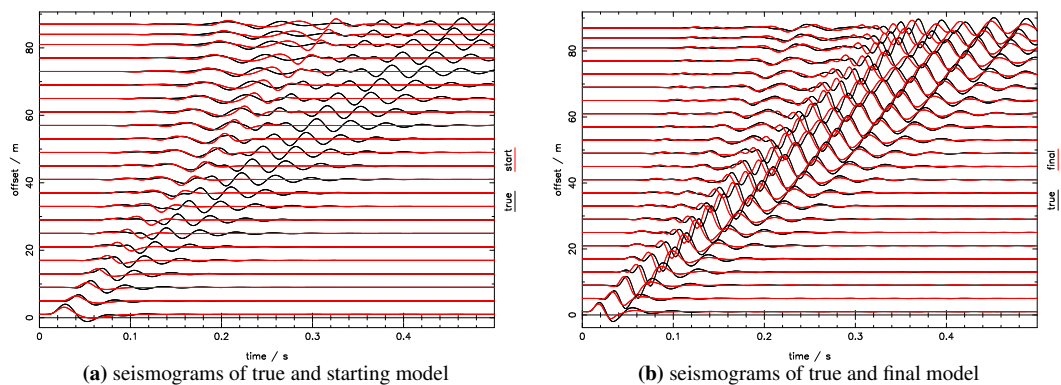 80
60
40
20
0
offset / m
0
0.1
0.2
0.3
0.4
time / s
true
start
(a) seismograms of true and starting model
80
60
40
20
0
offset / m
0
0.1
0.2
0.3
0.4
time / s
true
final
(b) seismograms of true and final model